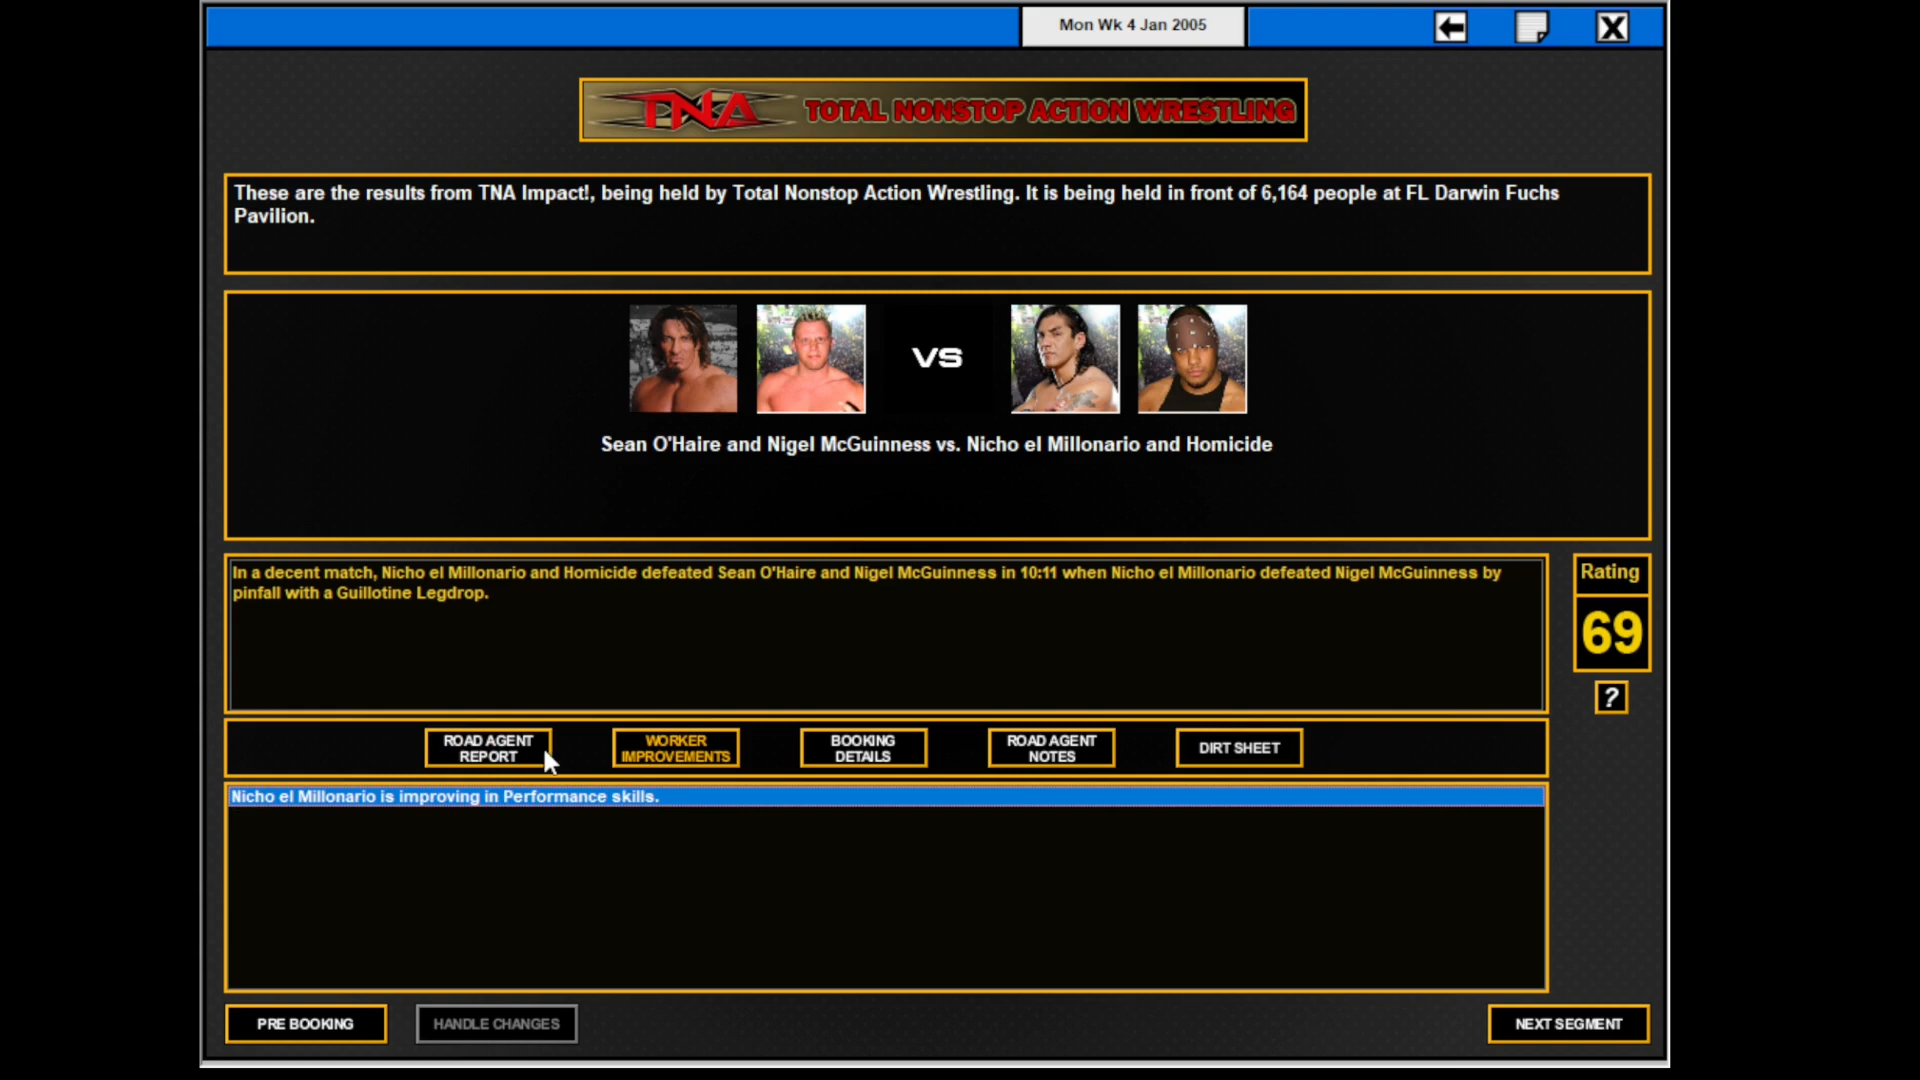 Mon Wk 4 Jan 2005
TNA TOTAL NONSTOP ACTION WRESTLING
These are the results from TNA Impact!, being held by Total Nonstop Action Wrestling. It is being held in front of 6,164 people at FL Darwin Fuchs
Pavilion.
VS
Sean O'Haire and Nigel McGuinness vs. Nicho el Millonario and Homicide
In a decent match, Nicho el Millonario and Homicide defeated Sean O'Haire and Nigel McGuinness in 10:11 when Nicho el Millonario defeated Nigel McGuinness by
pinfall with a Guillotine Legdrop.
Rating
69
?
ROAD AGENT
REPORT
WORKER
IMPROVEMENTS
BOOKING
DETAILS
ROAD AGENT
NOTES
DIRT SHEET
Nicho el Millonario is improving in Performance skills.
PRE BOOKING
HANDLE CHANGES
NEXT SEGMENT